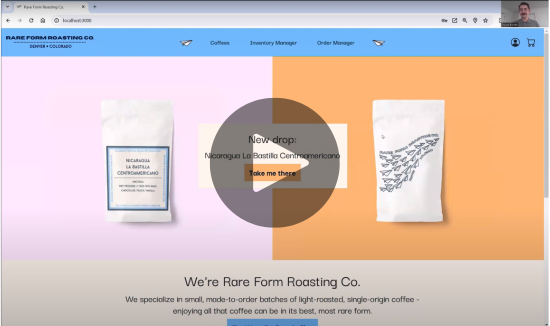 Rare Form Roasting Co.
localhost:3000
RARE FORM ROASTING CO.
DENVER • COLORADO
Coffees
Inventory Manager
Order Manager
New drop:
Nicaragua La Bastilla Centroamericano
Take me there
NICARAGUA
LA BASTILLA
CENTROAMERICANO
We're Rare Form Roasting Co.
We specialize in small, made-to-order batches of light-roasted, single-origin coffee -
enjoying all that coffee can be in its best, most rare form.